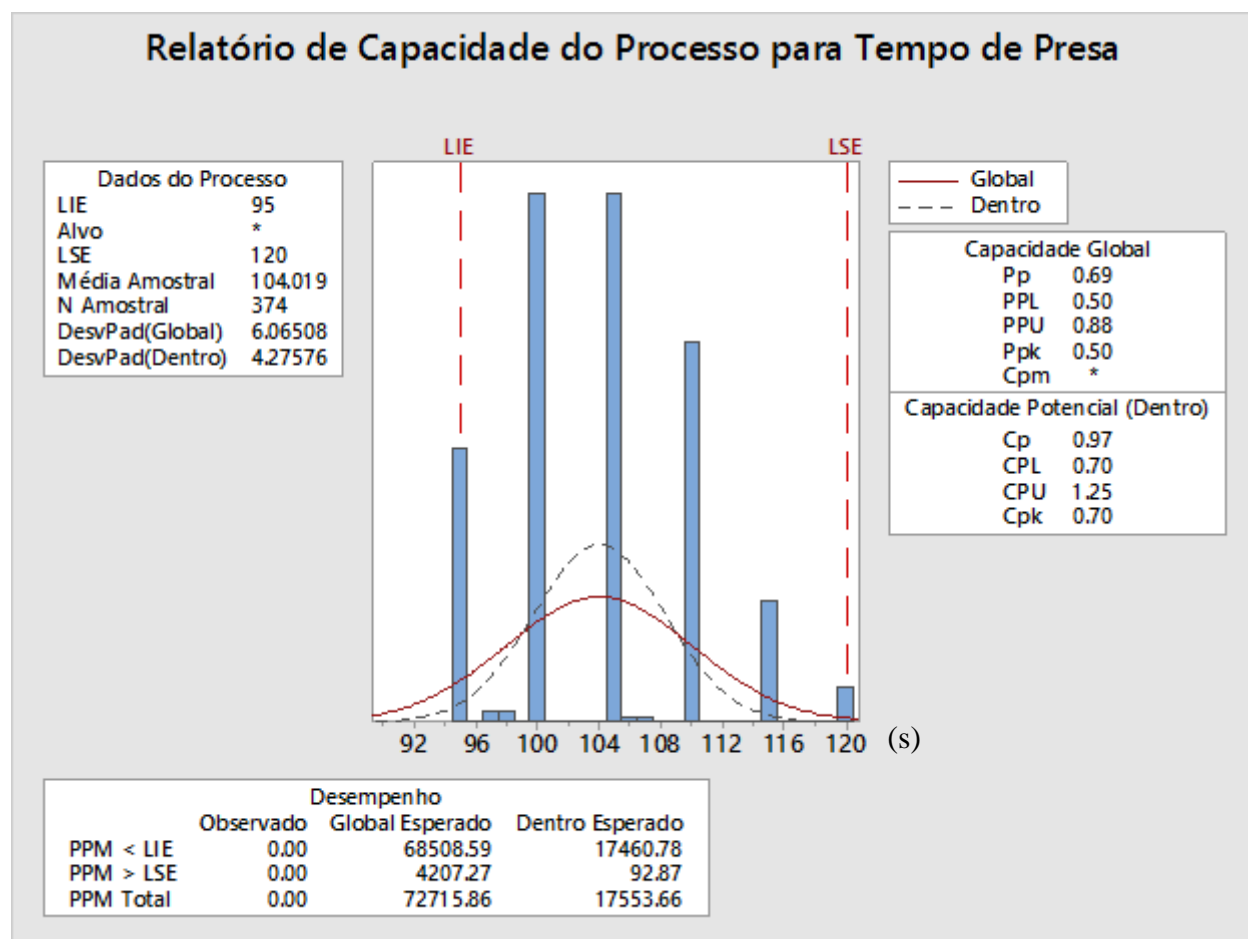 Relatório de Capacidade do Processo para Tempo de Presa
LIE
LSE
Dados do Processo
LIE 95
Alvo *
LSE 120
Média Amostral 104.019
N Amostral 374
DesvPad(Global) 6.06508
DesvPad(Dentro) 4.27576
Global
Dentro
Capacidade Global
Pp 0.69
PPL 0.50
PPU 0.88
Ppk 0.50
Cpm *
Capacidade Potencial (Dentro)
Cp 0.97
CPL 0.70
CPU 1.25
Cpk 0.70
92 96 100 104 108 112 116 120 (s)
Desempenho
Observado Global Esperado Dentro Esperado
PPM < LIE 0.00 68508.59 17460.78
PPM > LSE 0.00 4207.27 92.87
PPM Total 0.00 72715.86 17553.66